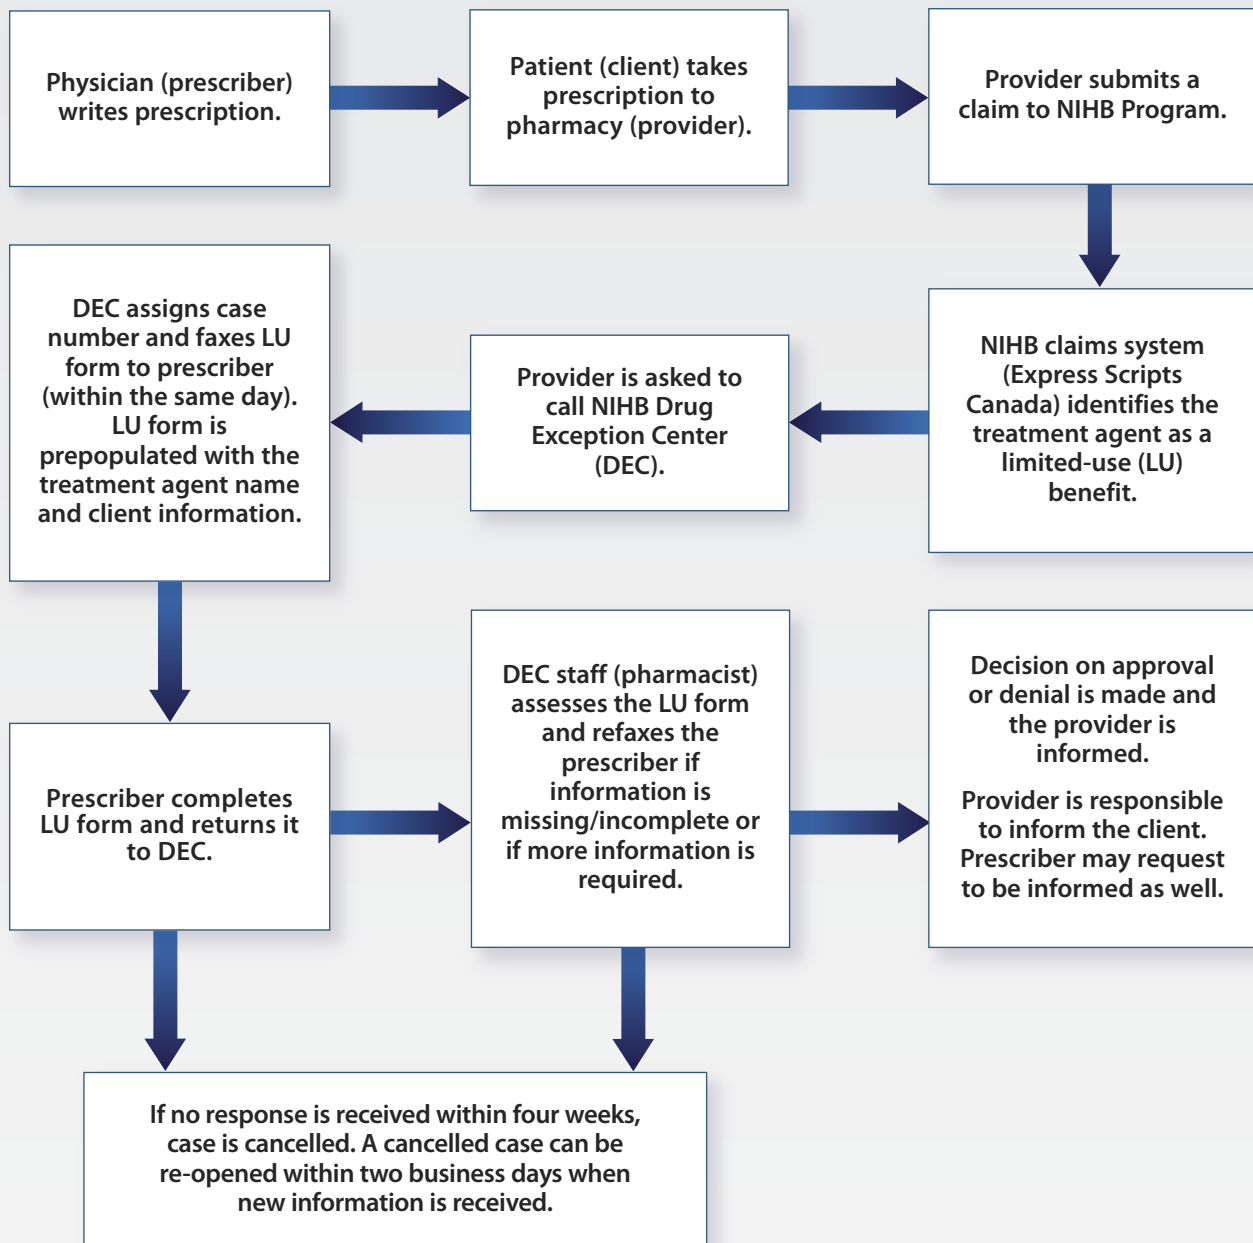 Physician (prescriber)
writes prescription.
Patient (client) takes
prescription to
pharmacy (provider).
Provider submits a
claim to NIHB Program.
NIHB claims system
(Express Scripts
Canada) identifies the
treatment agent as a
limited-use (LU)
benefit.
Provider is asked to
call NIHB Drug
Exception Center
(DEC).
DEC assigns case
number and faxes LU
form to prescriber
(within the same day).
LU form is
prepopulated with the
treatment agent name
and client information.
Prescriber completes
LU form and returns it
to DEC.
DEC staff (pharmacist)
assesses the LU form
and refaxes the
prescriber if
information is
missing/incomplete or
if more information is
required.
Decision on approval
or denial is made and
the provider is
informed.
Provider is responsible
to inform the client.
Prescriber may request
to be informed as well.
If no response is received within four weeks,
case is cancelled. A cancelled case can be
re-opened within two business days when
new information is received.